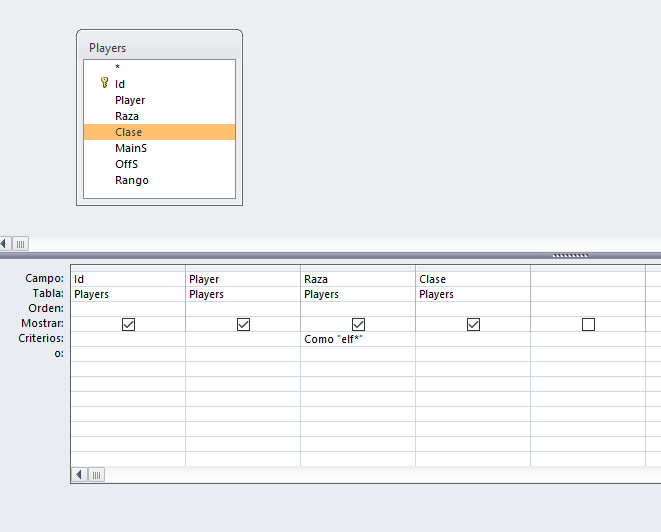 Players
*
Id
Player
Raza
Clase
MainS
OffS
Rango
Campo: Id Player Raza Clase
Tabla: Players Players Players Players
Orden:
Mostrar:
Criterios: Como "elf*"
o: